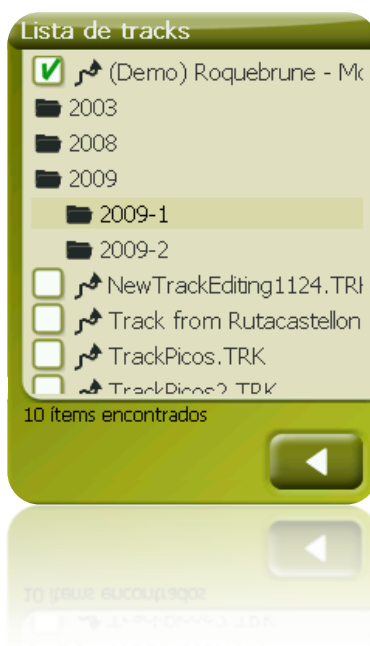 Lista de tracks
(Demo) Roquebrune - Mo
2003
2008
2009
2009-1
2009-2
NewTrackEditing1124.TRK
Track from Rutacastellon
TrackPicos.TRK
TrackPicos2.TRK
10 ítems encontrados